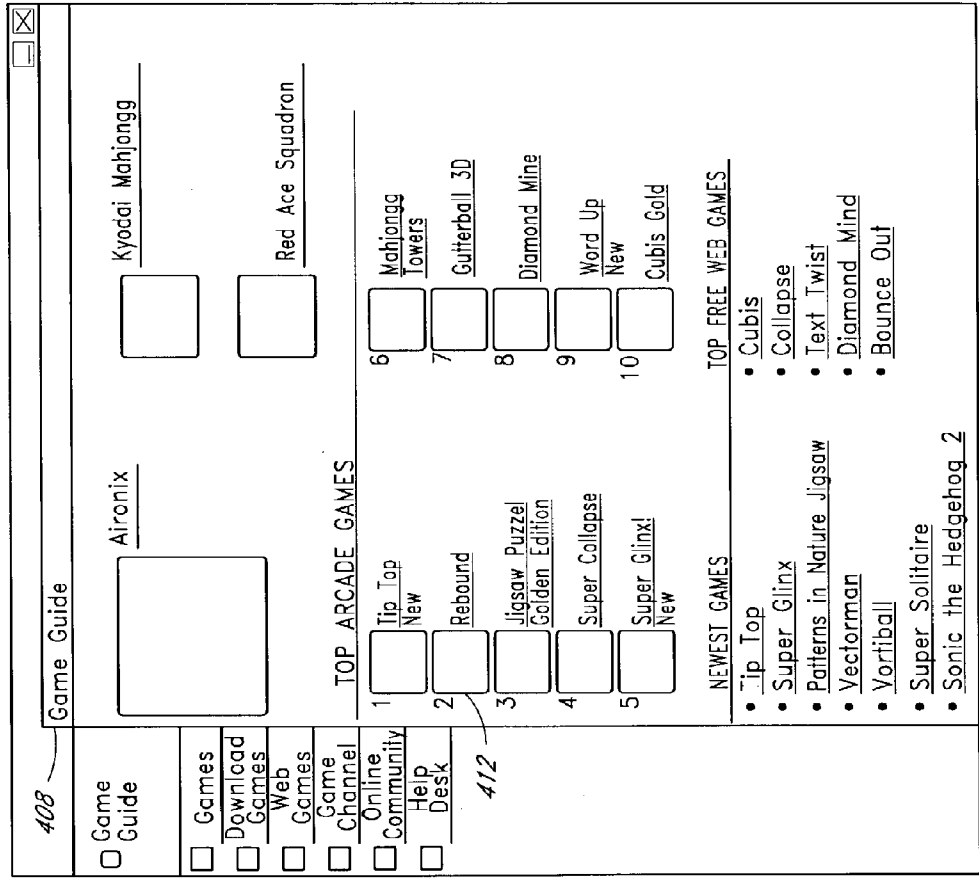 408
Game Guide
Game
Guide
Games
Download
Games
Web
Games
Game
Channel
Online
Community
Help
Desk
Aironix
Kyodai Mahjongg
Red Ace Squadron
TOP ARCADE GAMES
1
Tip Top
New
2
Rebound
412
3
Jigsaw Puzzel
Golden Edition
4
Super Collapse
5
Super Glinx!
New
6
Mahjongg
Towers
7
Gutterball 3D
8
Diamond Mine
9
Word Up
New
10
Cubis Gold
NEWEST GAMES
• Tip Top
• Super Glinx
• Patterns in Nature Jigsaw
• Vectorman
• Vortiball
• Super Solitaire
• Sonic the Hedgehog 2
TOP FREE WEB GAMES
• Cubis
• Collapse
• Text Twist
• Diamond Mind
• Bounce Out